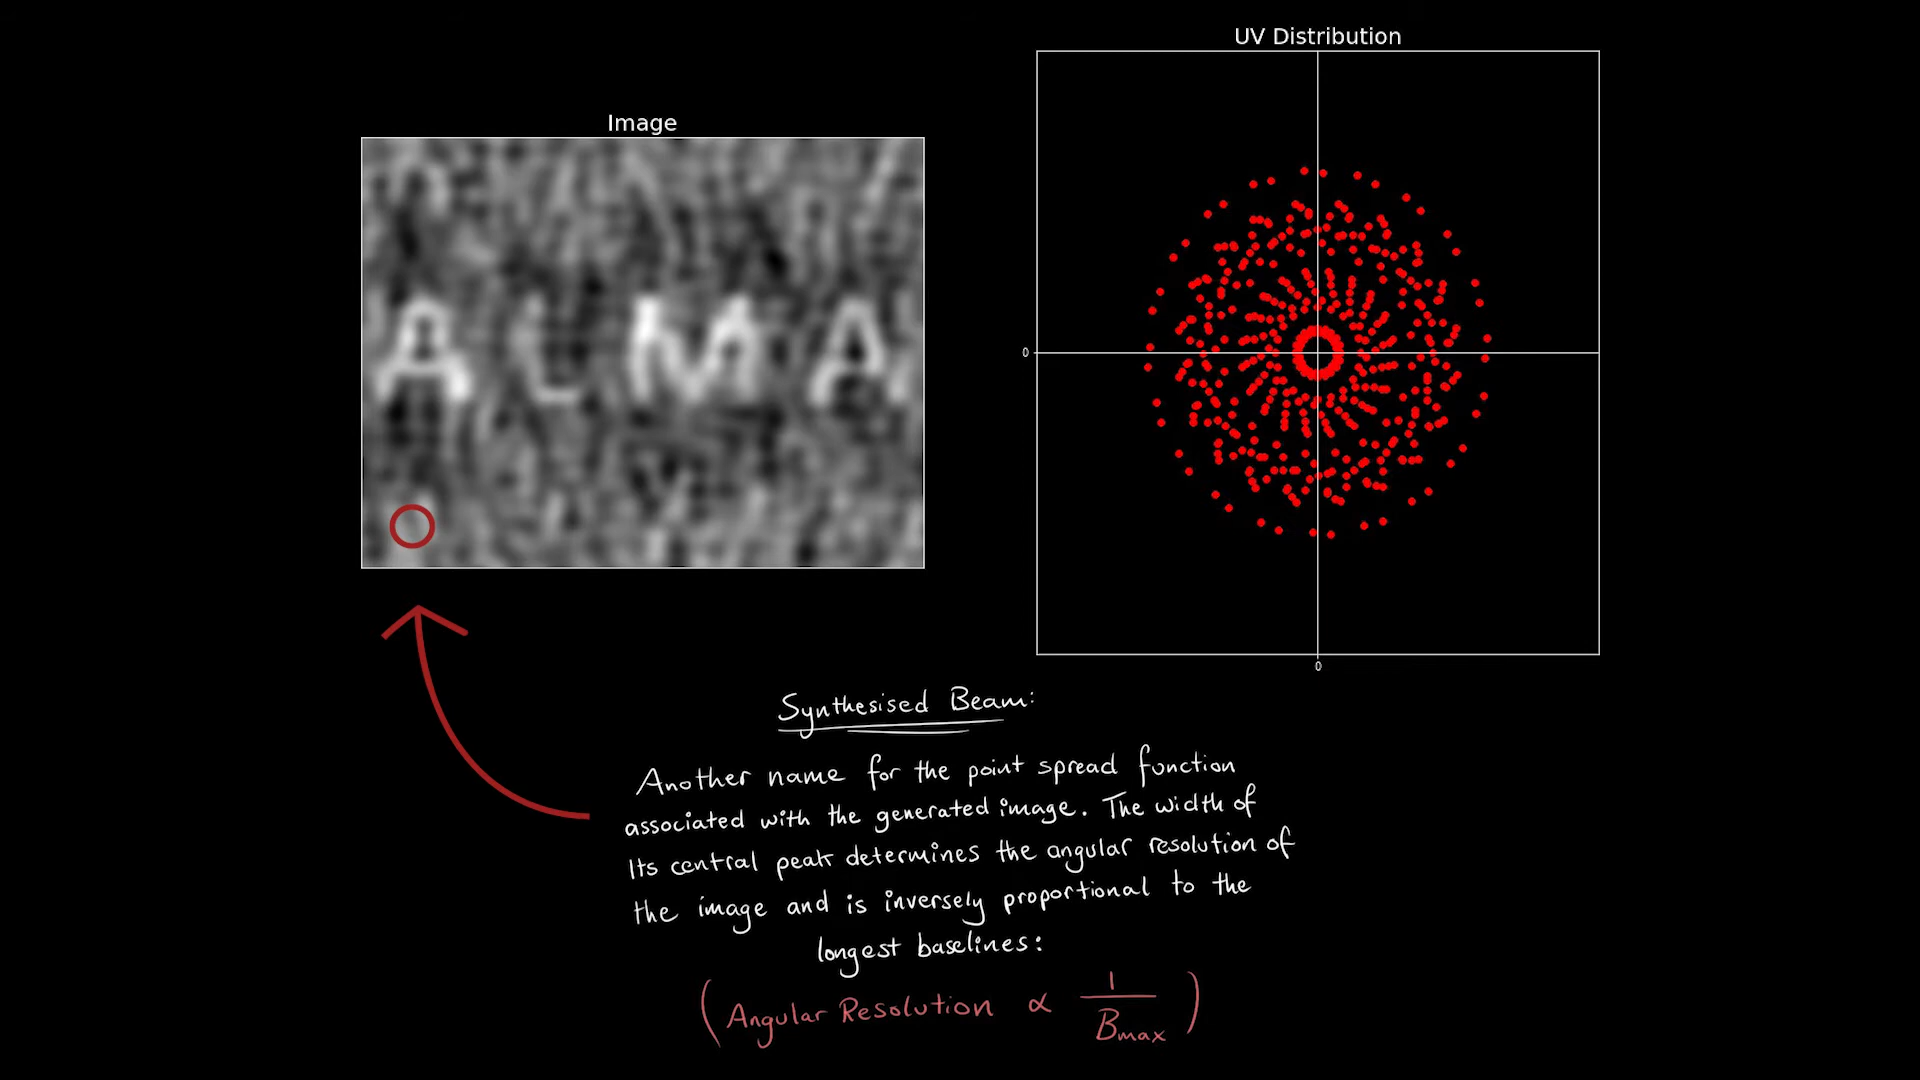 Image
A L M A
UV Distribution
0
0
Synthesised Beam:
Another name for the point spread function
associated with the generated image. The width of
its central peak determines the angular resolution of
the image and is inversely proportional to the
longest baselines:
(Angular Resolution ∝ 1/Bmax)